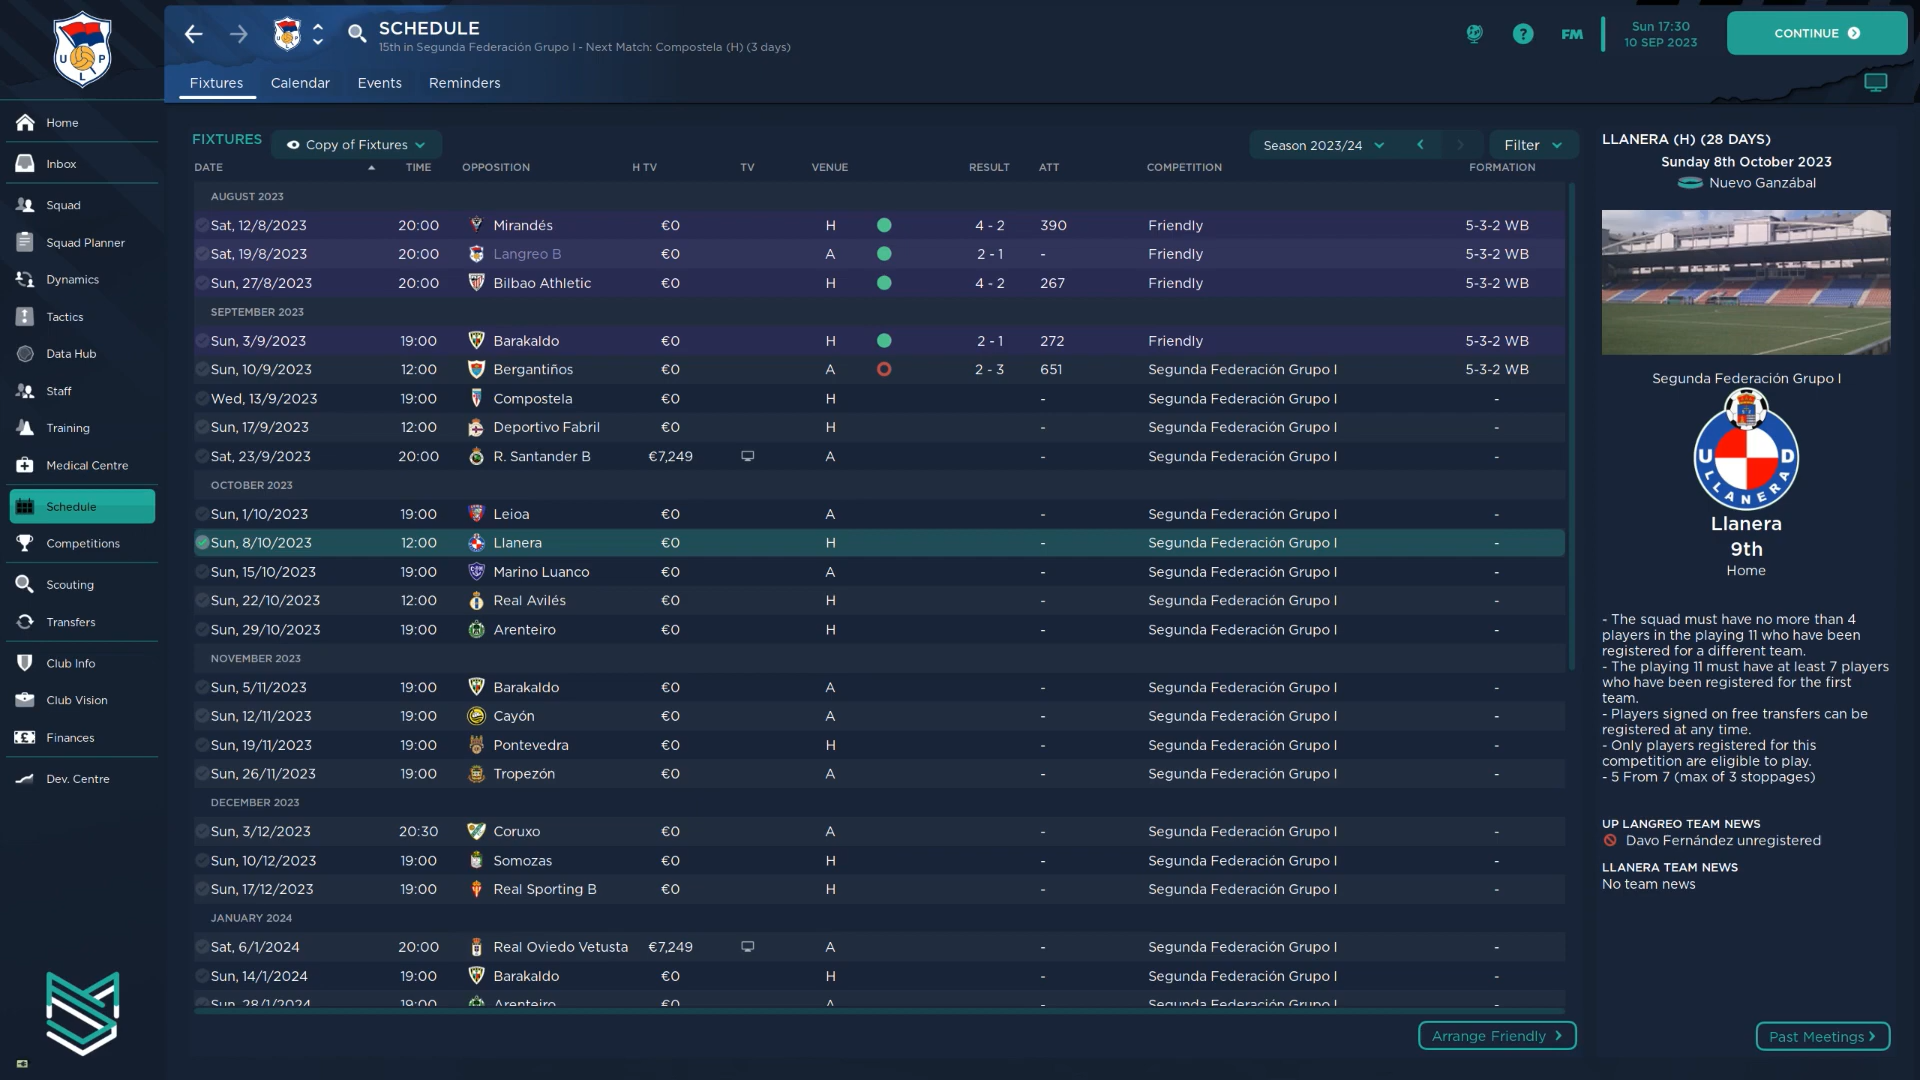 SCHEDULE
15th in Segunda Federación Grupo I - Next Match: Compostela (H) (3 days)
FM
Sun 17:30
10 SEP 2023
CONTINUE
Fixtures Calendar Events Reminders
U P
L
Home
Inbox
Squad
Squad Planner
Dynamics
Tactics
Data Hub
Staff
Training
Medical Centre
Schedule
Competitions
Scouting
Transfers
Club Info
Club Vision
Finances
Dev. Centre
FIXTURES Copy of Fixtures Season 2023/24 Filter
DATE TIME OPPOSITION H TV TV VENUE RESULT ATT COMPETITION FORMATION
AUGUST 2023
Sat, 12/8/2023 20:00 Mirandés €0 H 4 - 2 390 Friendly 5-3-2 WB
Sat, 19/8/2023 20:00 Langreo B €0 A 2 - 1 - Friendly 5-3-2 WB
Sun, 27/8/2023 20:00 Bilbao Athletic €0 H 4 - 2 267 Friendly 5-3-2 WB
SEPTEMBER 2023
Sun, 3/9/2023 19:00 Barakaldo €0 H 2 - 1 272 Friendly 5-3-2 WB
Sun, 10/9/2023 12:00 Bergantiños €0 A 2 - 3 651 Segunda Federación Grupo I 5-3-2 WB
Wed, 13/9/2023 19:00 Compostela €0 H - Segunda Federación Grupo I -
Sun, 17/9/2023 12:00 Deportivo Fabril €0 H - Segunda Federación Grupo I -
Sat, 23/9/2023 20:00 R. Santander B €7,249 A - Segunda Federación Grupo I -
OCTOBER 2023
Sun, 1/10/2023 19:00 Leioa €0 A - Segunda Federación Grupo I -
Sun, 8/10/2023 12:00 Llanera €0 H - Segunda Federación Grupo I -
Sun, 15/10/2023 19:00 Marino Luanco €0 A - Segunda Federación Grupo I -
Sun, 22/10/2023 12:00 Real Avilés €0 H - Segunda Federación Grupo I -
Sun, 29/10/2023 19:00 Arenteiro €0 H - Segunda Federación Grupo I -
NOVEMBER 2023
Sun, 5/11/2023 19:00 Barakaldo €0 A - Segunda Federación Grupo I -
Sun, 12/11/2023 19:00 Cayón €0 A - Segunda Federación Grupo I -
Sun, 19/11/2023 19:00 Pontevedra €0 H - Segunda Federación Grupo I -
Sun, 26/11/2023 19:00 Tropezón €0 A - Segunda Federación Grupo I -
DECEMBER 2023
Sun, 3/12/2023 20:30 Coruxo €0 A - Segunda Federación Grupo I -
Sun, 10/12/2023 19:00 Somozas €0 H - Segunda Federación Grupo I -
Sun, 17/12/2023 19:00 Real Sporting B €0 H - Segunda Federación Grupo I -
JANUARY 2024
Sat, 6/1/2024 20:00 Real Oviedo Vetusta €7,249 A - Segunda Federación Grupo I -
Sun, 14/1/2024 19:00 Barakaldo €0 H - Segunda Federación Grupo I -
Sun, 28/1/2024 19:00 Arenteiro €0 A - Segunda Federación Grupo I -
Arrange Friendly
LLANERA (H) (28 DAYS)
Sunday 8th October 2023
Nuevo Ganzábal
Segunda Federación Grupo I
U D
LLANERA
Llanera
9th
Home
- The squad must have no more than 4
players in the playing 11 who have been
registered for a different team.
- The playing 11 must have at least 7 players
who have been registered for the first
team.
- Players signed on free transfers can be
registered at any time.
- Only players registered for this
competition are eligible to play.
- 5 From 7 (max of 3 stoppages)
UP LANGREO TEAM NEWS
Davo Fernández unregistered
LLANERA TEAM NEWS
No team news
Past Meetings